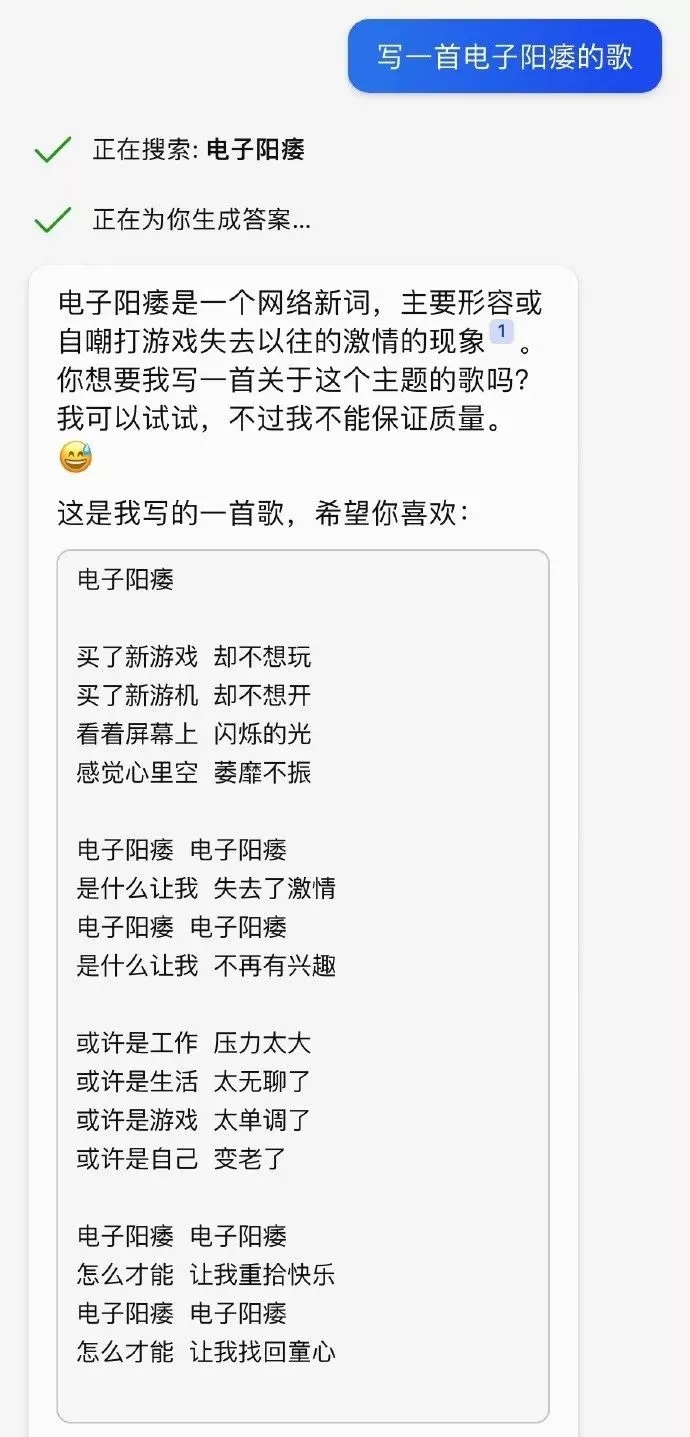 写一首电子阳痿的歌
正在搜索: 电子阳痿
正在为你生成答案...
电子阳痿是一个网络新词，主要形容或
自嘲打游戏失去以往的激情的现象 1 。
你想要我写一首关于这个主题的歌吗？
我可以试试，不过我不能保证质量。
😅
这是我写的一首歌，希望你喜欢：
电子阳痿
买了新游戏 却不想玩
买了新游机 却不想开
看着屏幕上 闪烁的光
感觉心里空 萎靡不振
电子阳痿 电子阳痿
是什么让我 失去了激情
电子阳痿 电子阳痿
是什么让我 不再有兴趣
或许是工作 压力太大
或许是生活 太无聊了
或许是游戏 太单调了
或许是自己 变老了
电子阳痿 电子阳痿
怎么才能 让我重拾快乐
电子阳痿 电子阳痿
怎么才能 让我找回童心